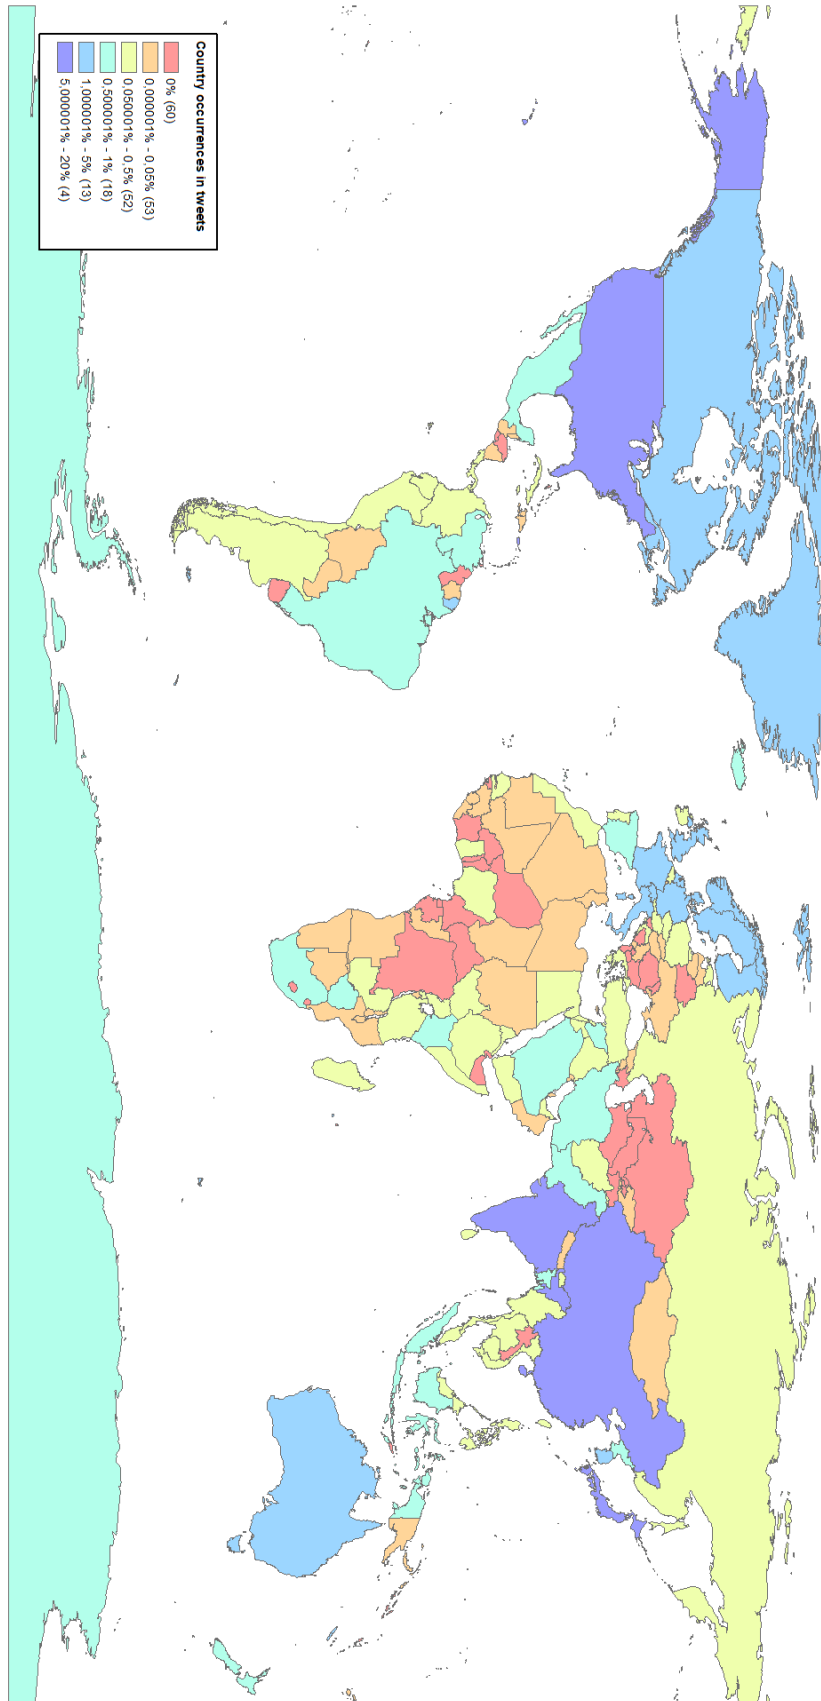 Country occurrences in tweets
0% (60)
0,000001% - 0,05% (53)
0,050001% - 0,5% (52)
0,500001% - 1% (18)
1,000001% - 5% (13)
5,000001% - 20% (4)